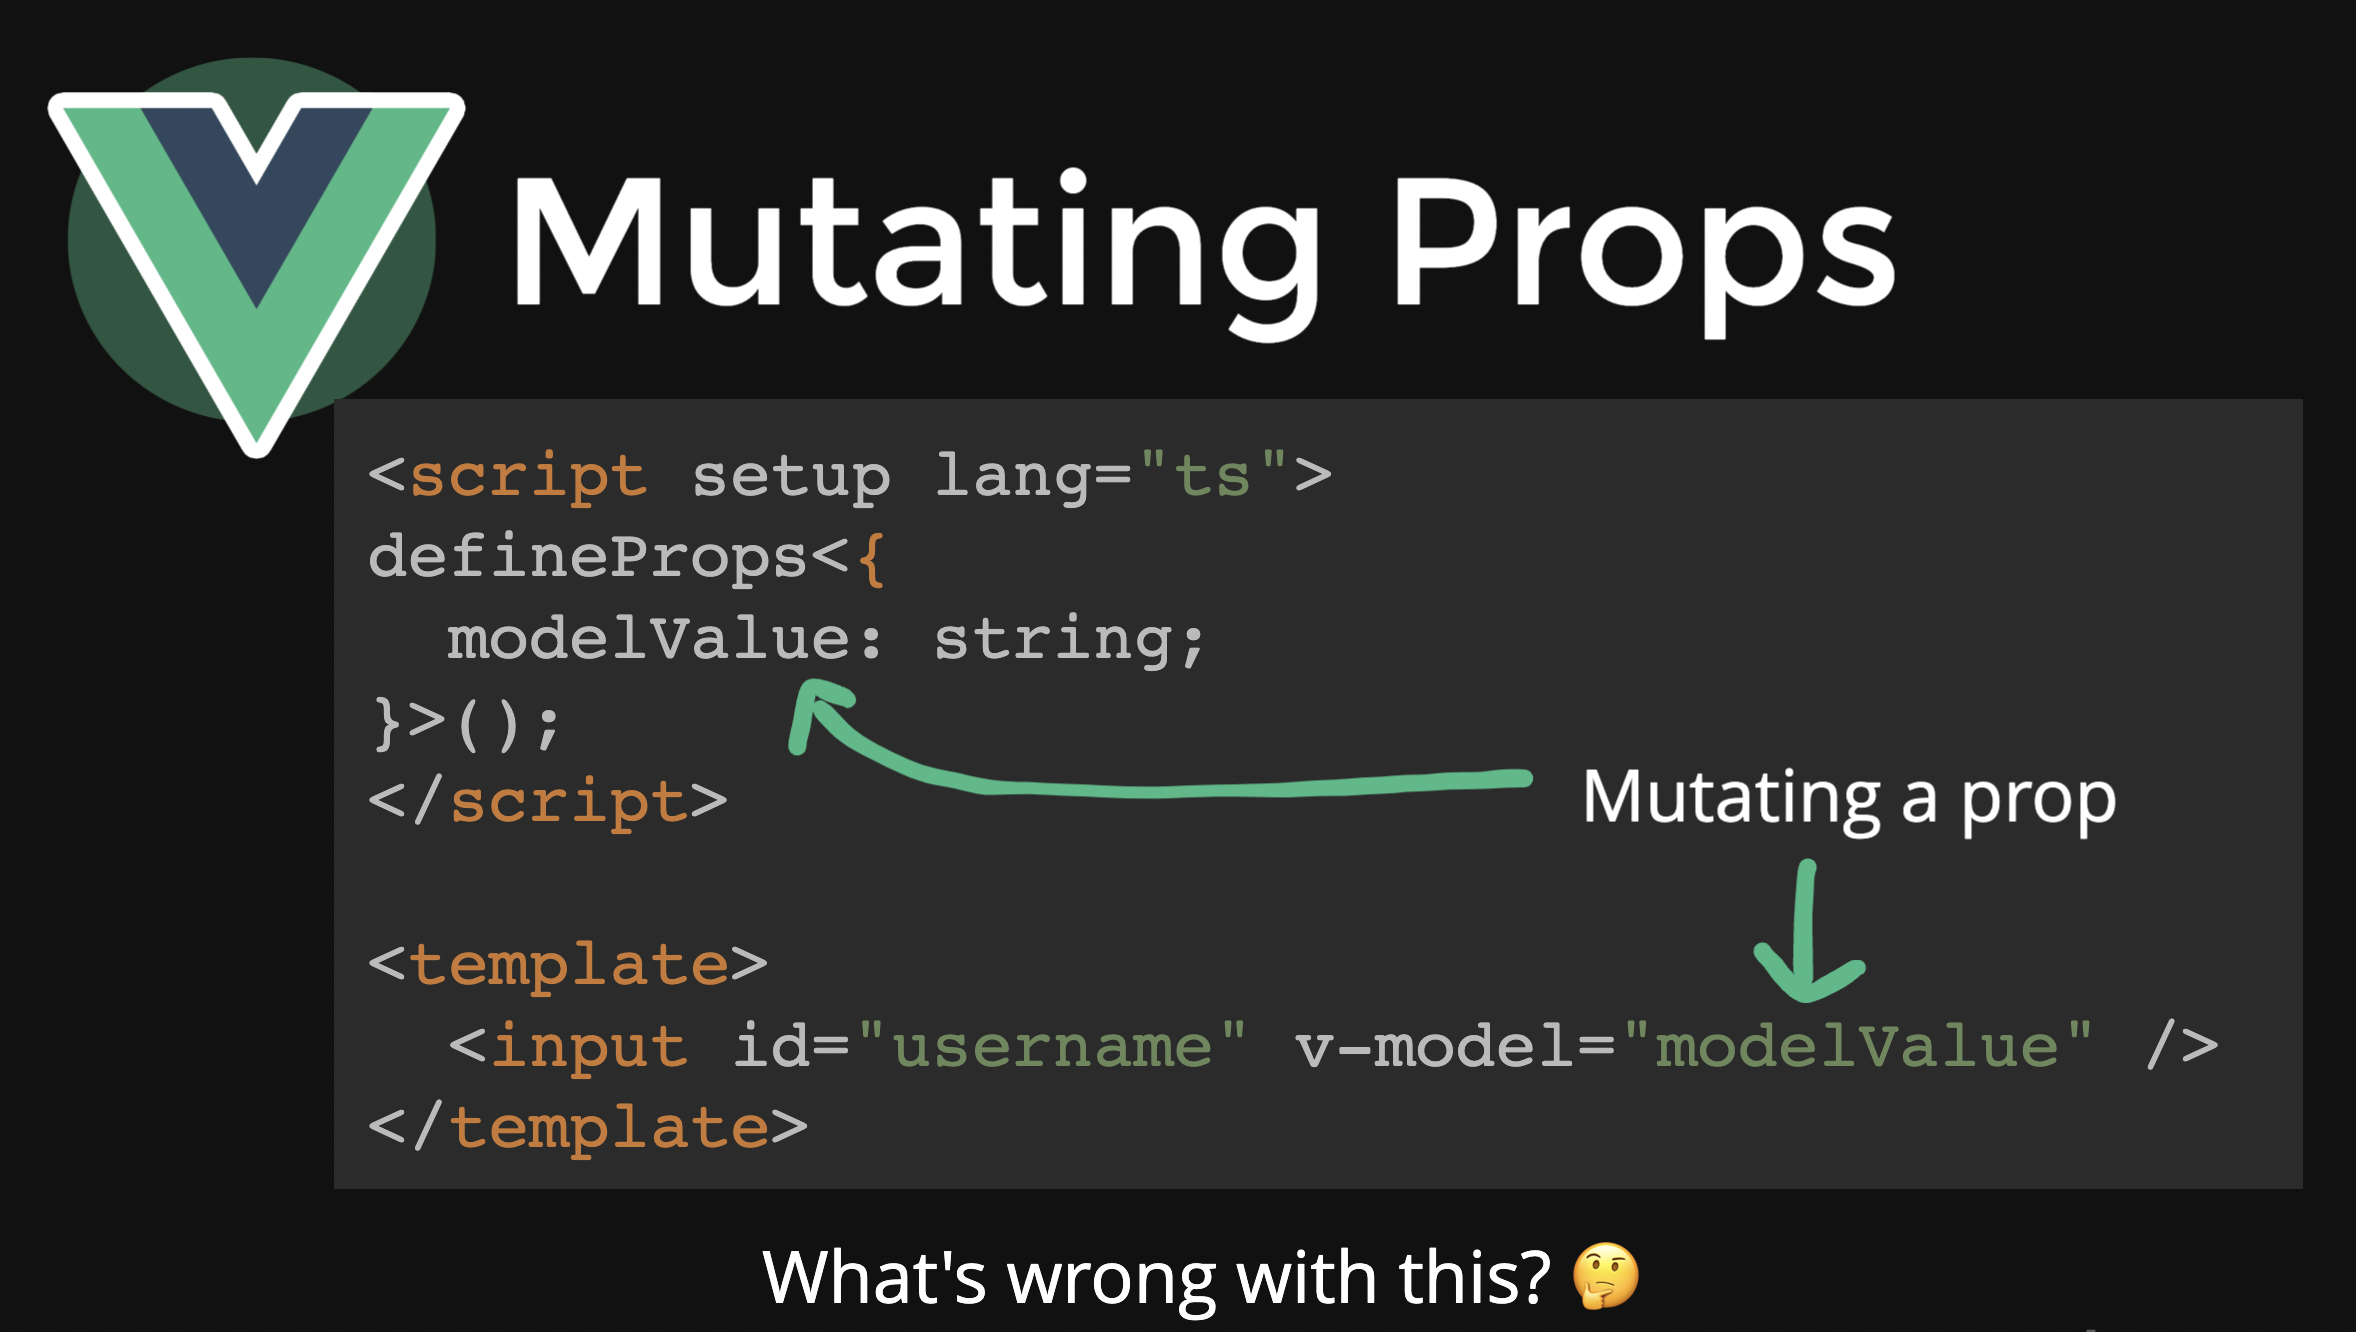 Mutating Props
<script setup lang="ts">
defineProps<{
  modelValue: string;
}>();
</script>
Mutating a prop
<template>
  <input id="username" v-model="modelValue" />
</template>
What's wrong with this? 🤔